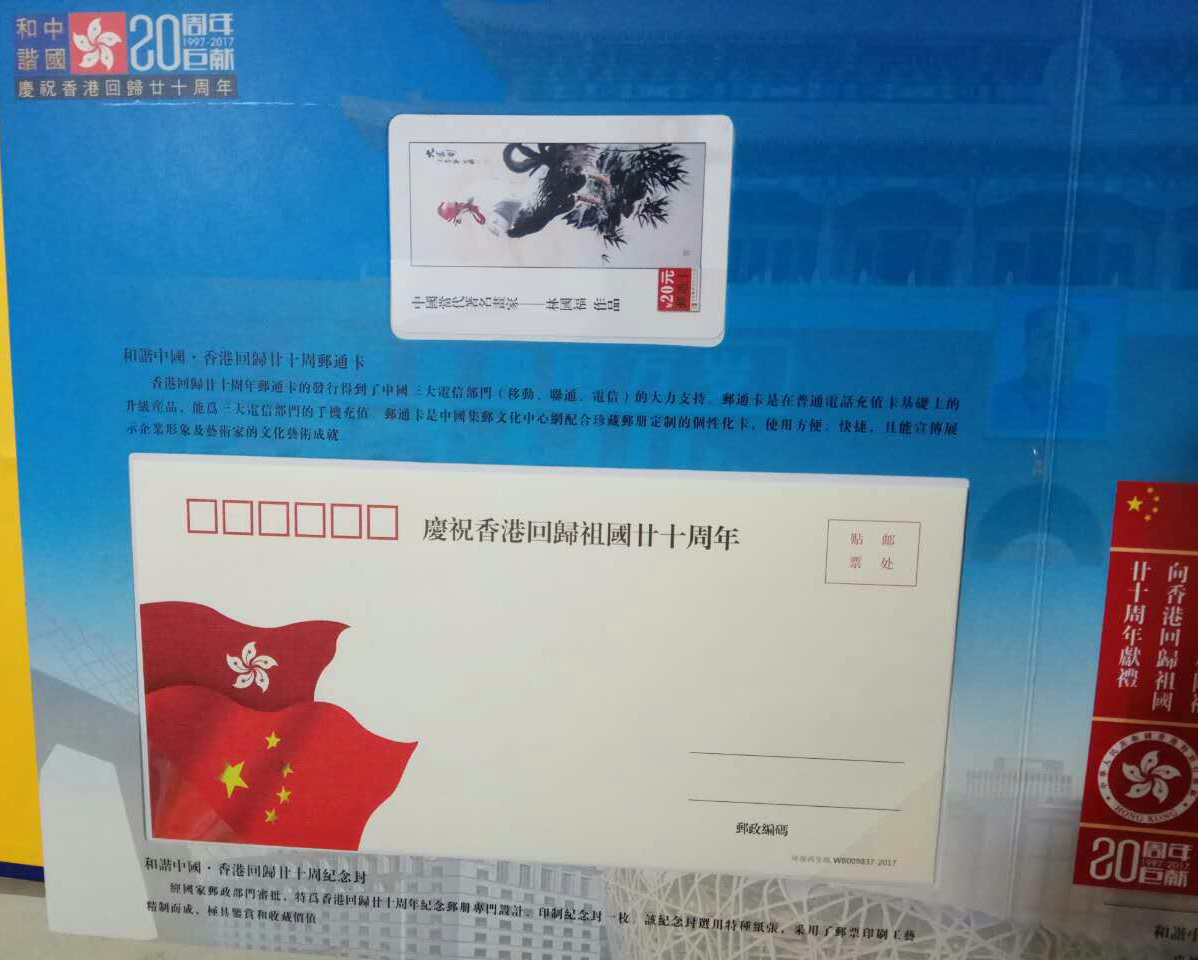 和中
諧國
20周年
1997-2017
巨献
慶祝香港回歸廿十周年
中國當代著名畫家——林國福 作品
¥20元
和諧中國·香港回歸廿十周郵通卡
香港回歸廿十周年郵通卡的發行得到了中國三大電信部門（移動、聯通、電信）的大力支持。郵通卡是在普通電話充值卡基礎上的
升級産品，能爲三大電信部門的手機充值。郵通卡是中國集郵文化中心網配合珍藏郵册定制的個性化卡，使用方便、快捷，且能宣傳展
示企業形象及藝術家的文化藝術成就
慶祝香港回歸祖國廿十周年
贴 邮
票 处
郵政編碼
WB009837-2017
和諧中國·香港回歸廿十周紀念封
經國家郵政部門審批，特爲香港回歸廿十周年紀念郵册專門設計、印制紀念封一枚。該紀念封選用特種紙張，采用了郵票印刷工藝
精制而成，極具鑒賞和收藏價值
向香港回歸祖國
廿十周年獻禮
HONG KONG
20周年
1997-2017
巨献
和諧中